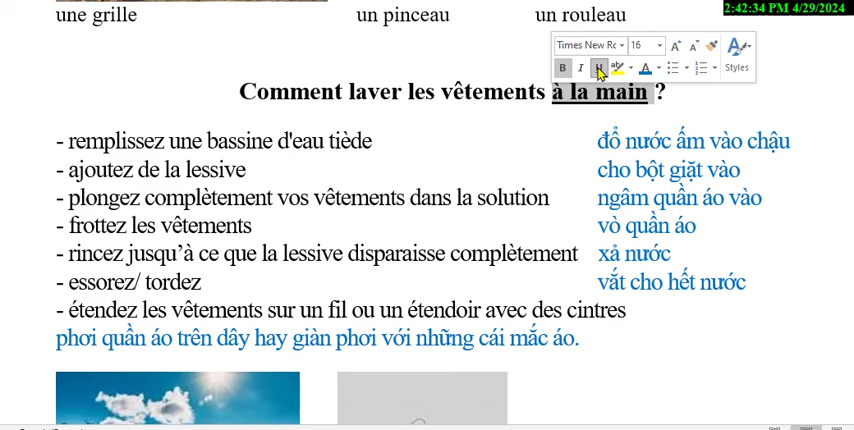 2:42:34 PM 4/29/2024
une grille un pinceau un rouleau
Times New Rc 16
Styles
Comment laver les vêtements à la main ?
- remplissez une bassine d'eau tiède đổ nước ấm vào chậu
- ajoutez de la lessive cho bột giặt vào
- plongez complètement vos vêtements dans la solution ngâm quần áo vào
- frottez les vêtements vò quần áo
- rincez jusqu’à ce que la lessive disparaisse complètement xả nước
- essorez/ tordez vắt cho hết nước
- étendez les vêtements sur un fil ou un étendoir avec des cintres
phơi quần áo trên dây hay giàn phơi với những cái mắc áo.